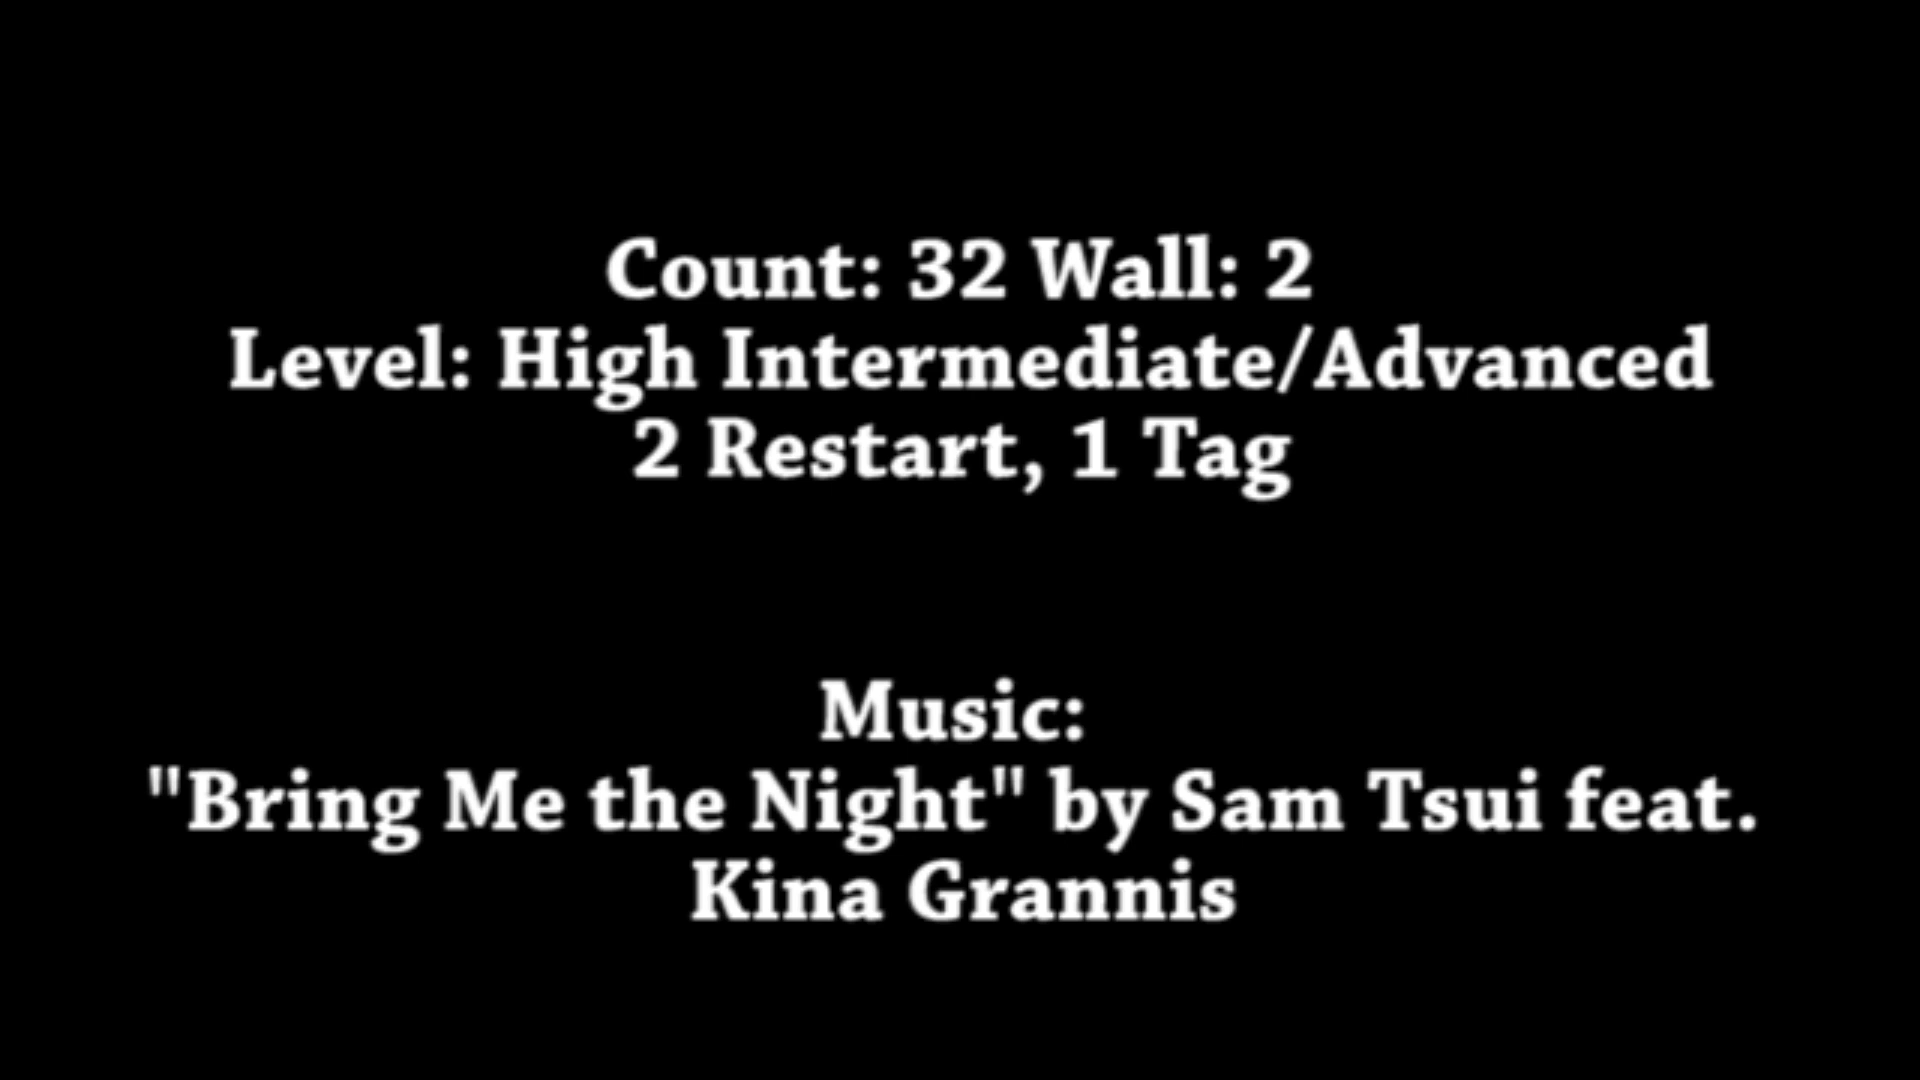 Count: 32 Wall: 2
Level: High Intermediate/Advanced
2 Restart, 1 Tag
Music:
"Bring Me the Night" by Sam Tsui feat.
Kina Grannis